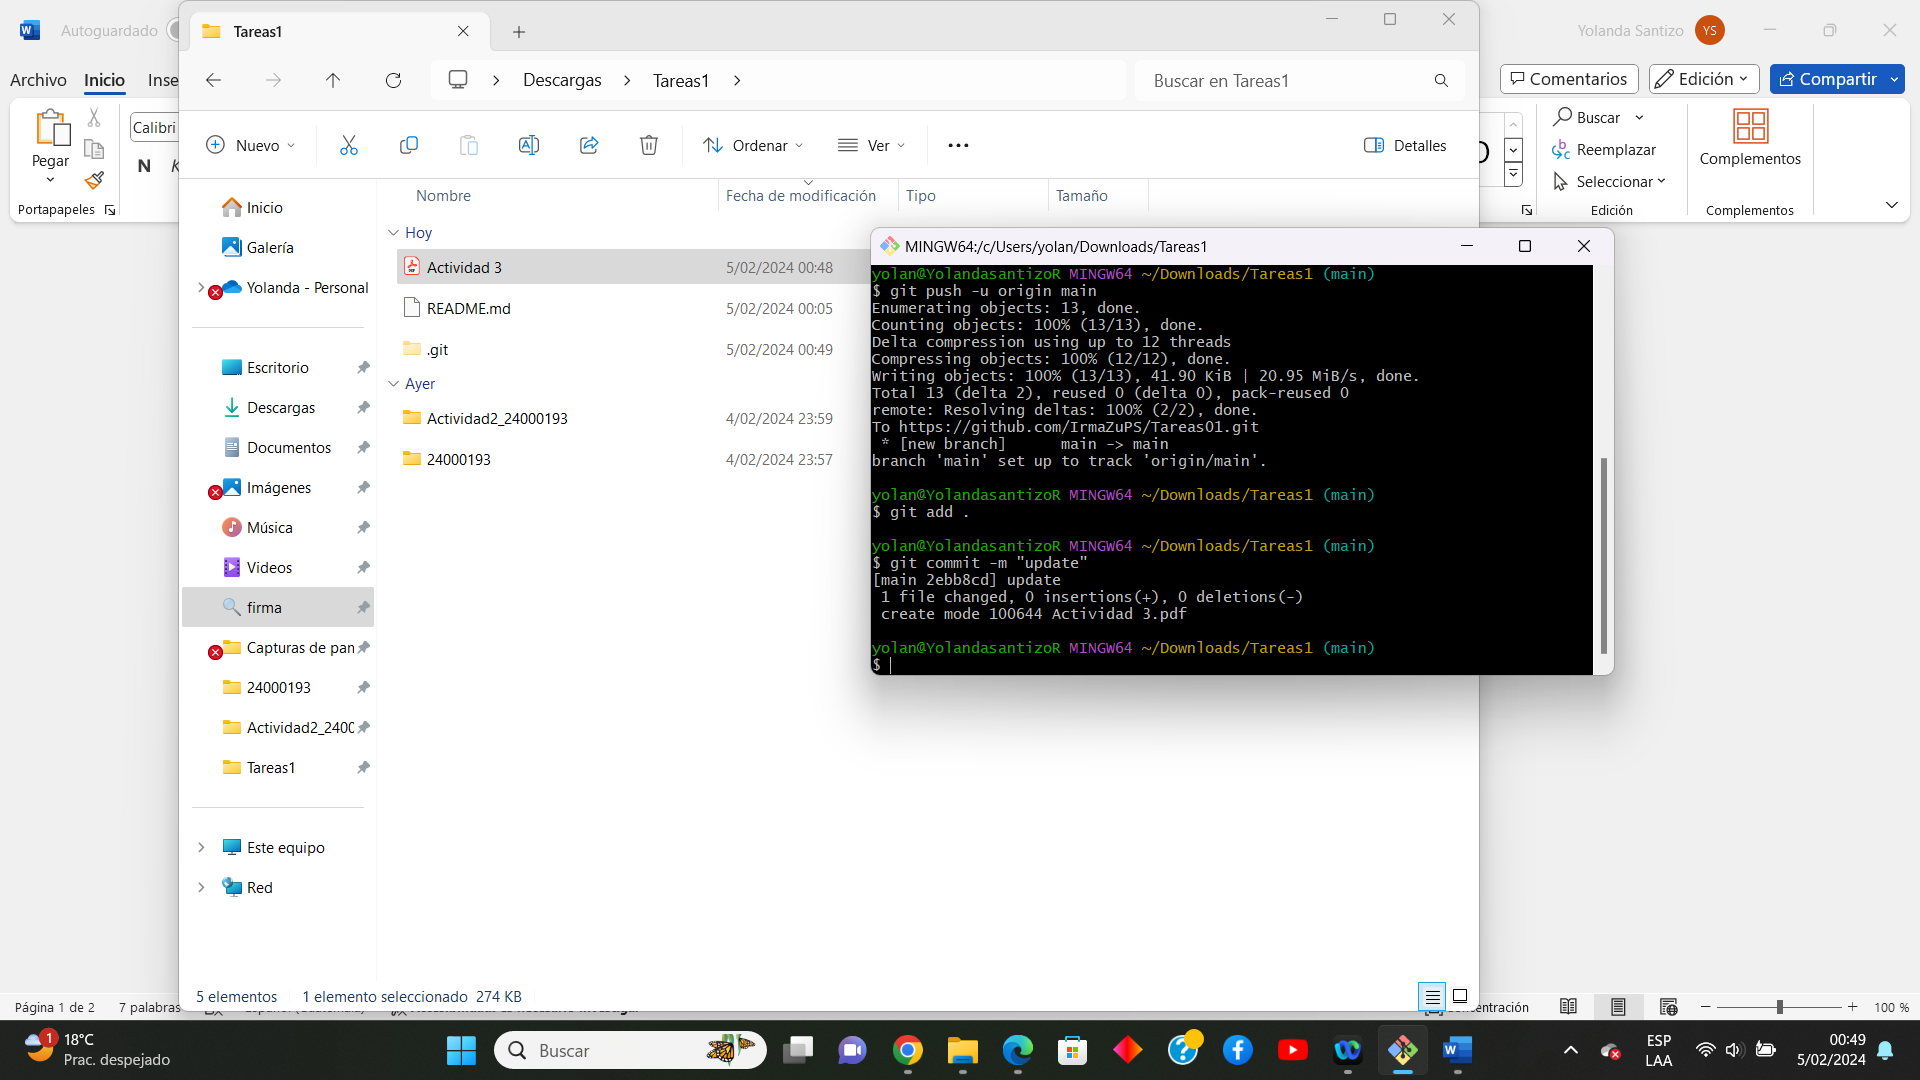 Autoguardado
Tareas1
Yolanda Santizo
YS
Archivo
Inicio
Inse
Descargas
Tareas1
Buscar en Tareas1
Comentarios
Edición
Compartir
Pegar
Calibri
N
K
Portapapeles
Nuevo
Ordenar
Ver
Detalles
Buscar
Reemplazar
Seleccionar
Edición
Complementos
Complementos
Nombre
Fecha de modificación
Tipo
Tamaño
Inicio
Galería
Yolanda - Personal
Escritorio
Descargas
Documentos
Imágenes
Música
Videos
firma
Capturas de pan
24000193
Actividad2_2400
Tareas1
Este equipo
Red
Hoy
Actividad 3 5/02/2024 00:48
README.md 5/02/2024 00:05
.git 5/02/2024 00:49
Ayer
Actividad2_24000193 4/02/2024 23:59
24000193 4/02/2024 23:57
MINGW64:/c/Users/yolan/Downloads/Tareas1
yolan@YolandasantizoR MINGW64 ~/Downloads/Tareas1 (main)
$ git push -u origin main
Enumerating objects: 13, done.
Counting objects: 100% (13/13), done.
Delta compression using up to 12 threads
Compressing objects: 100% (12/12), done.
Writing objects: 100% (13/13), 41.90 KiB | 20.95 MiB/s, done.
Total 13 (delta 2), reused 0 (delta 0), pack-reused 0
remote: Resolving deltas: 100% (2/2), done.
To https://github.com/IrmaZuPS/Tareas01.git
* [new branch] main -> main
branch 'main' set up to track 'origin/main'.
yolan@YolandasantizoR MINGW64 ~/Downloads/Tareas1 (main)
$ git add .
yolan@YolandasantizoR MINGW64 ~/Downloads/Tareas1 (main)
$ git commit -m "update"
[main 2ebb8cd] update
1 file changed, 0 insertions(+), 0 deletions(-)
create mode 100644 Actividad 3.pdf
yolan@YolandasantizoR MINGW64 ~/Downloads/Tareas1 (main)
$
5 elementos
1 elemento seleccionado 274 KB
Página 1 de 2
7 palabras
100 %
1
18°C
Prac. despejado
Buscar
ESP
LAA
00:49
5/02/2024